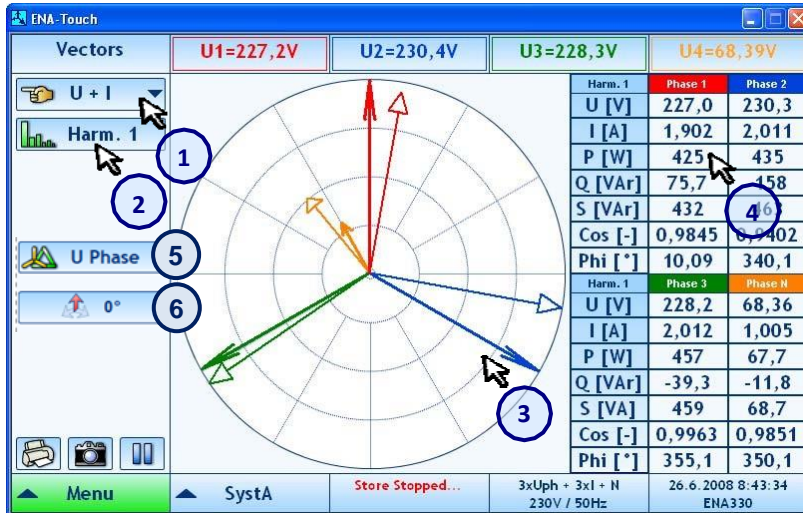 ENA-Touch
Vectors U1=227,2V U2=230,4V U3=228,3V U4=68,39V
U + I
Harm. 1
1
2
U Phase 5
0° 6
3
4
Harm. 1 Phase 1 Phase 2
U [V] 227,0 230,3
I [A] 1,902 2,011
P [W] 425 435
Q [VAr] 75,7 158
S [VAr] 432
Cos [-] 0,9845 0,9402
Phi [°] 10,09 340,1
Harm. 1 Phase 3 Phase N
U [V] 228,2 68,36
I [A] 2,012 1,005
P [W] 457 67,7
Q [VAr] -39,3 -11,8
S [VA] 459 68,7
Cos [-] 0,9963 0,9851
Phi [°] 355,1 350,1
Menu SystA Store Stopped... 3xUph + 3xI + N
230V / 50Hz
26.6.2008 8:43:34
ENA330